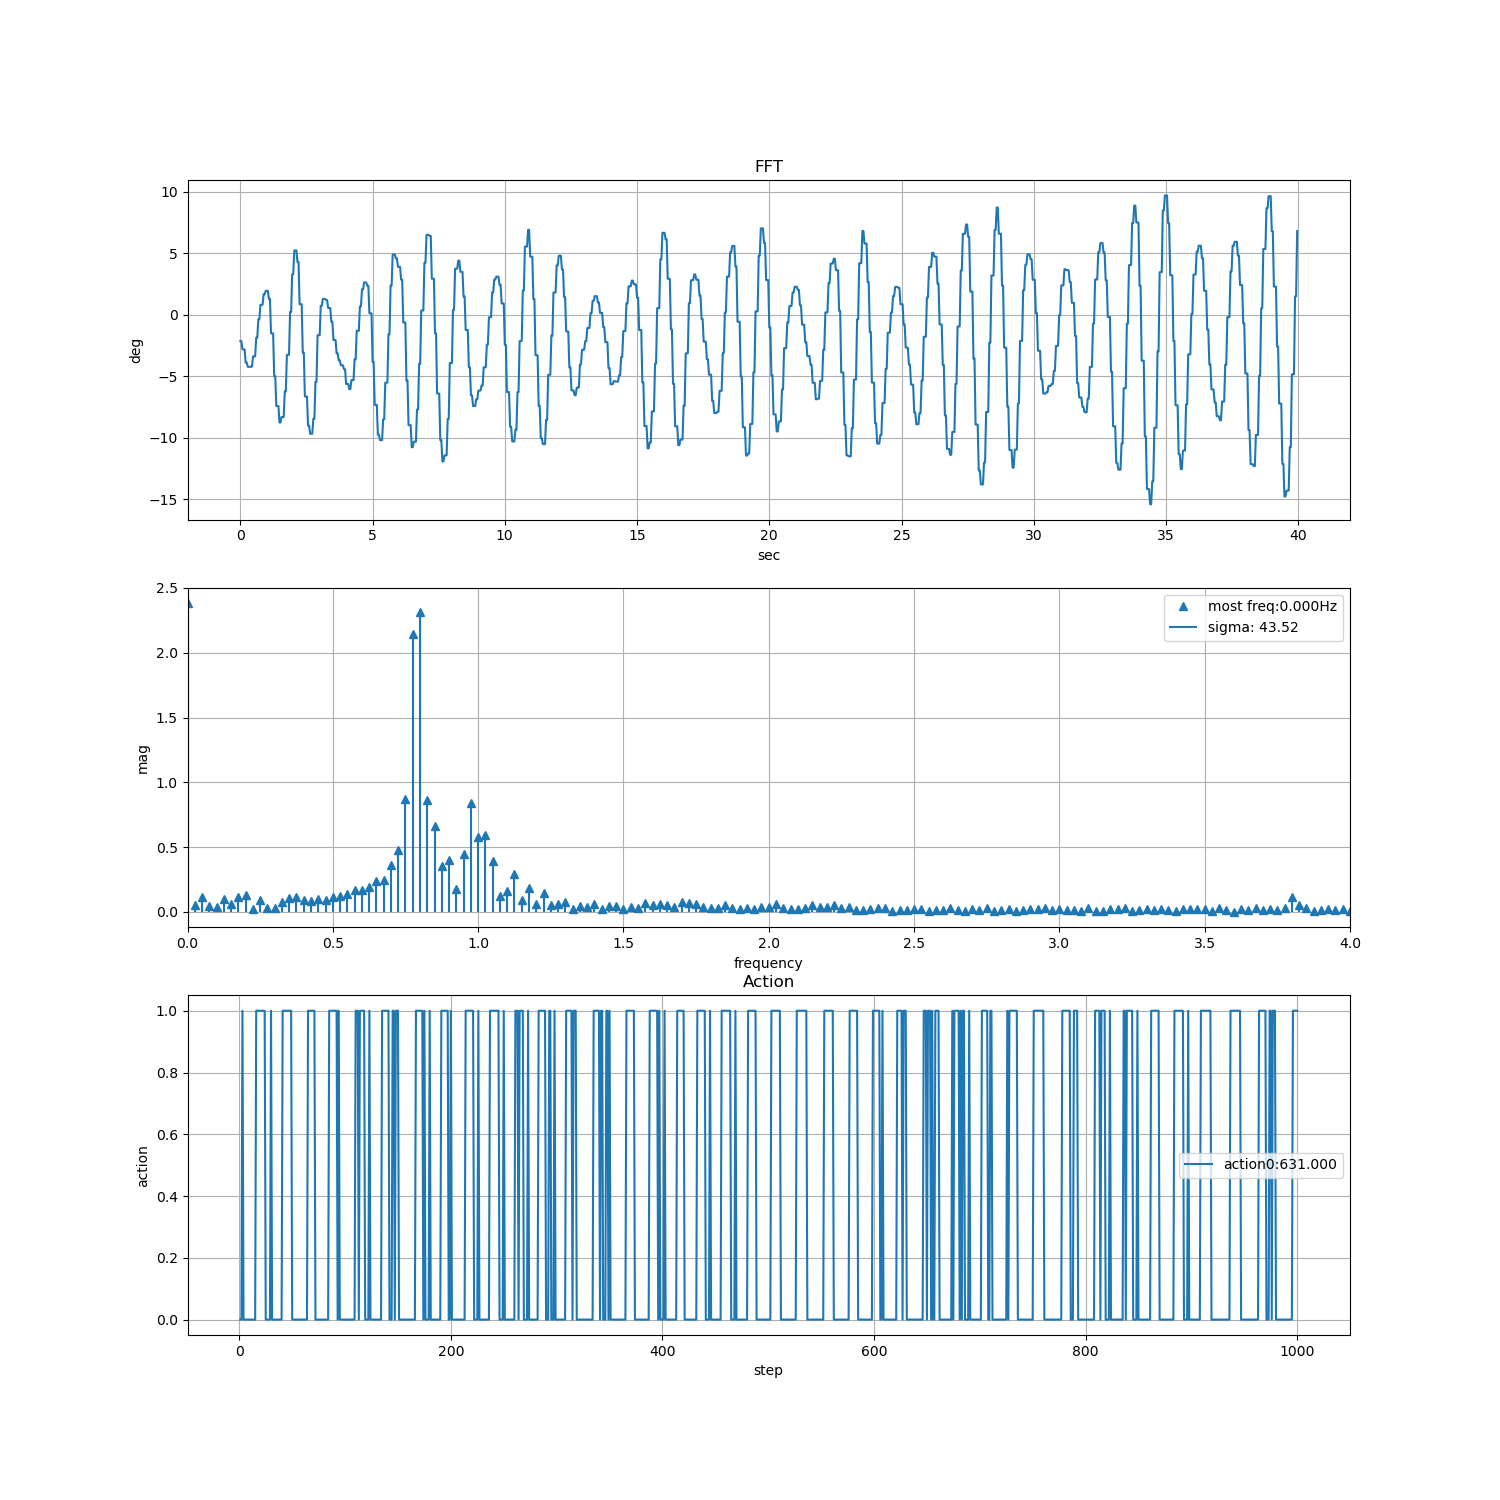 FFT
10
5
0
−5
−10
−15
deg
0 5 10 15 20 25 30 35 40
sec
2.5
2.0
1.5
1.0
0.5
0.0
mag
most freq:0.000Hz
sigma: 43.52
0.0 0.5 1.0 1.5 2.0 2.5 3.0 3.5 4.0
frequency
Action
1.0
0.8
0.6
0.4
0.2
0.0
action
action0:631.000
0 200 400 600 800 1000
step